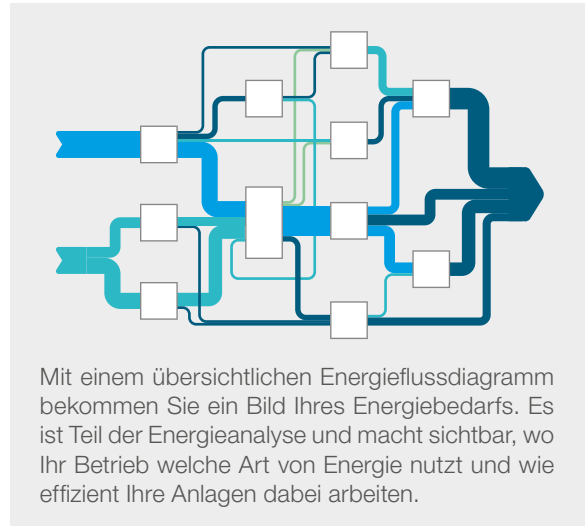 Mit einem übersichtlichen Energieflussdiagramm
bekommen Sie ein Bild Ihres Energiebedarfs. Es
ist Teil der Energieanalyse und macht sichtbar, wo
Ihr Betrieb welche Art von Energie nutzt und wie
effizient Ihre Anlagen dabei arbeiten.